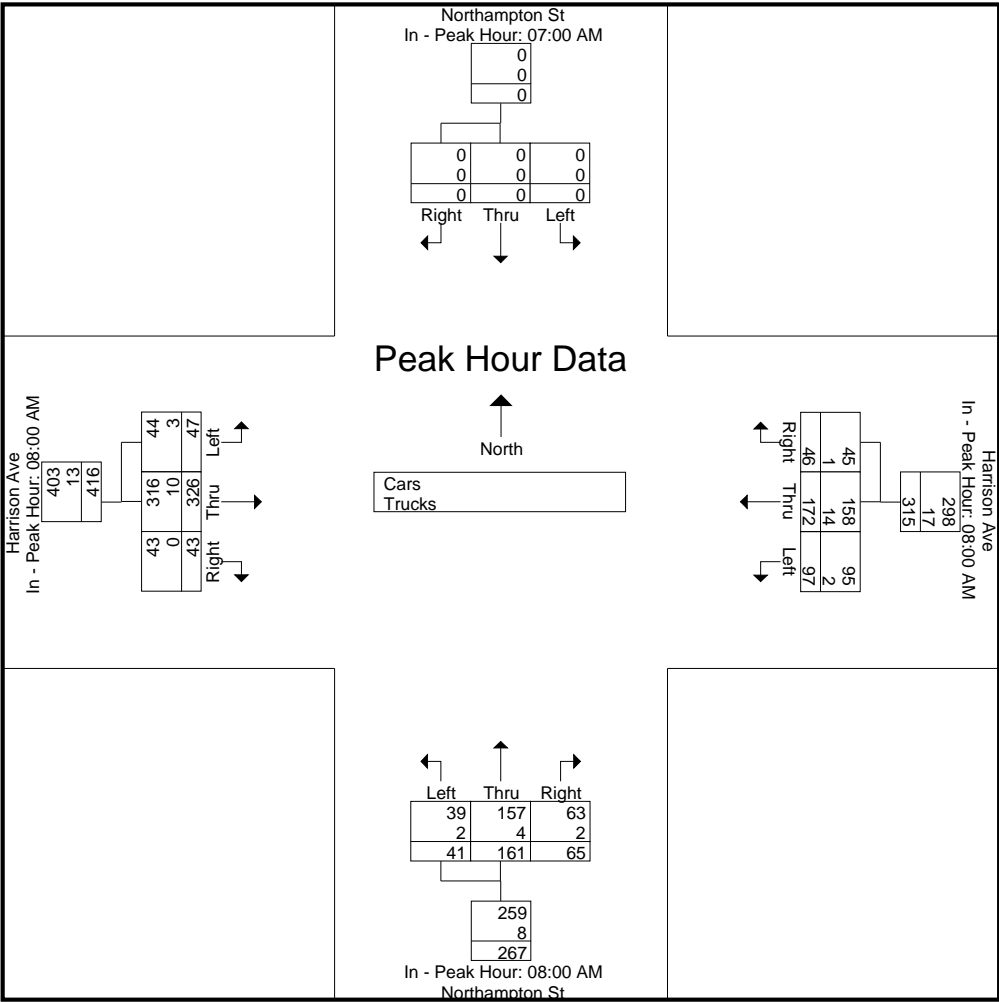 Northampton St
In - Peak Hour: 07:00 AM
0
0
0
0 0 0
0 0 0
0 0 0
Right Thru Left
Peak Hour Data
North
Cars
Trucks
Harrison Ave
In - Peak Hour: 08:00 AM
403
13
416
44 3 47 Left
316 10 326 Thru
43 0 43 Right
Harrison Ave
In - Peak Hour: 08:00 AM
298
17
315
45 1 46 Right
158 14 172 Thru
95 2 97 Left
Left Thru Right
39 157 63
2 4 2
41 161 65
259
8
267
In - Peak Hour: 08:00 AM
Northampton St